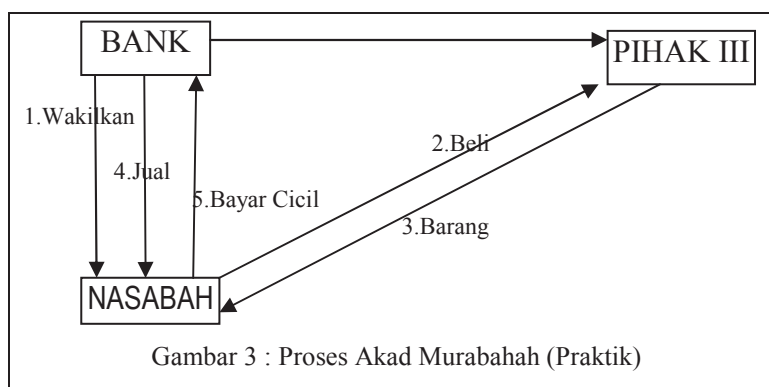 BANK
PIHAK III
1.Wakilkan
2.Beli
4.Jual
5.Bayar Cicil
3.Barang
NASABAH
Gambar 3 : Proses Akad Murabahah (Praktik)